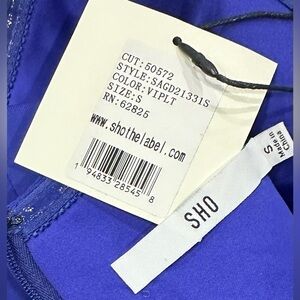 CUT: 50572
STYLE: SAGD21331S
COLOR: VIPLT
SIZE: S
RN: 62825
www.shothelabel.com
1 94833 28545 8
SHO
S
Made in
China